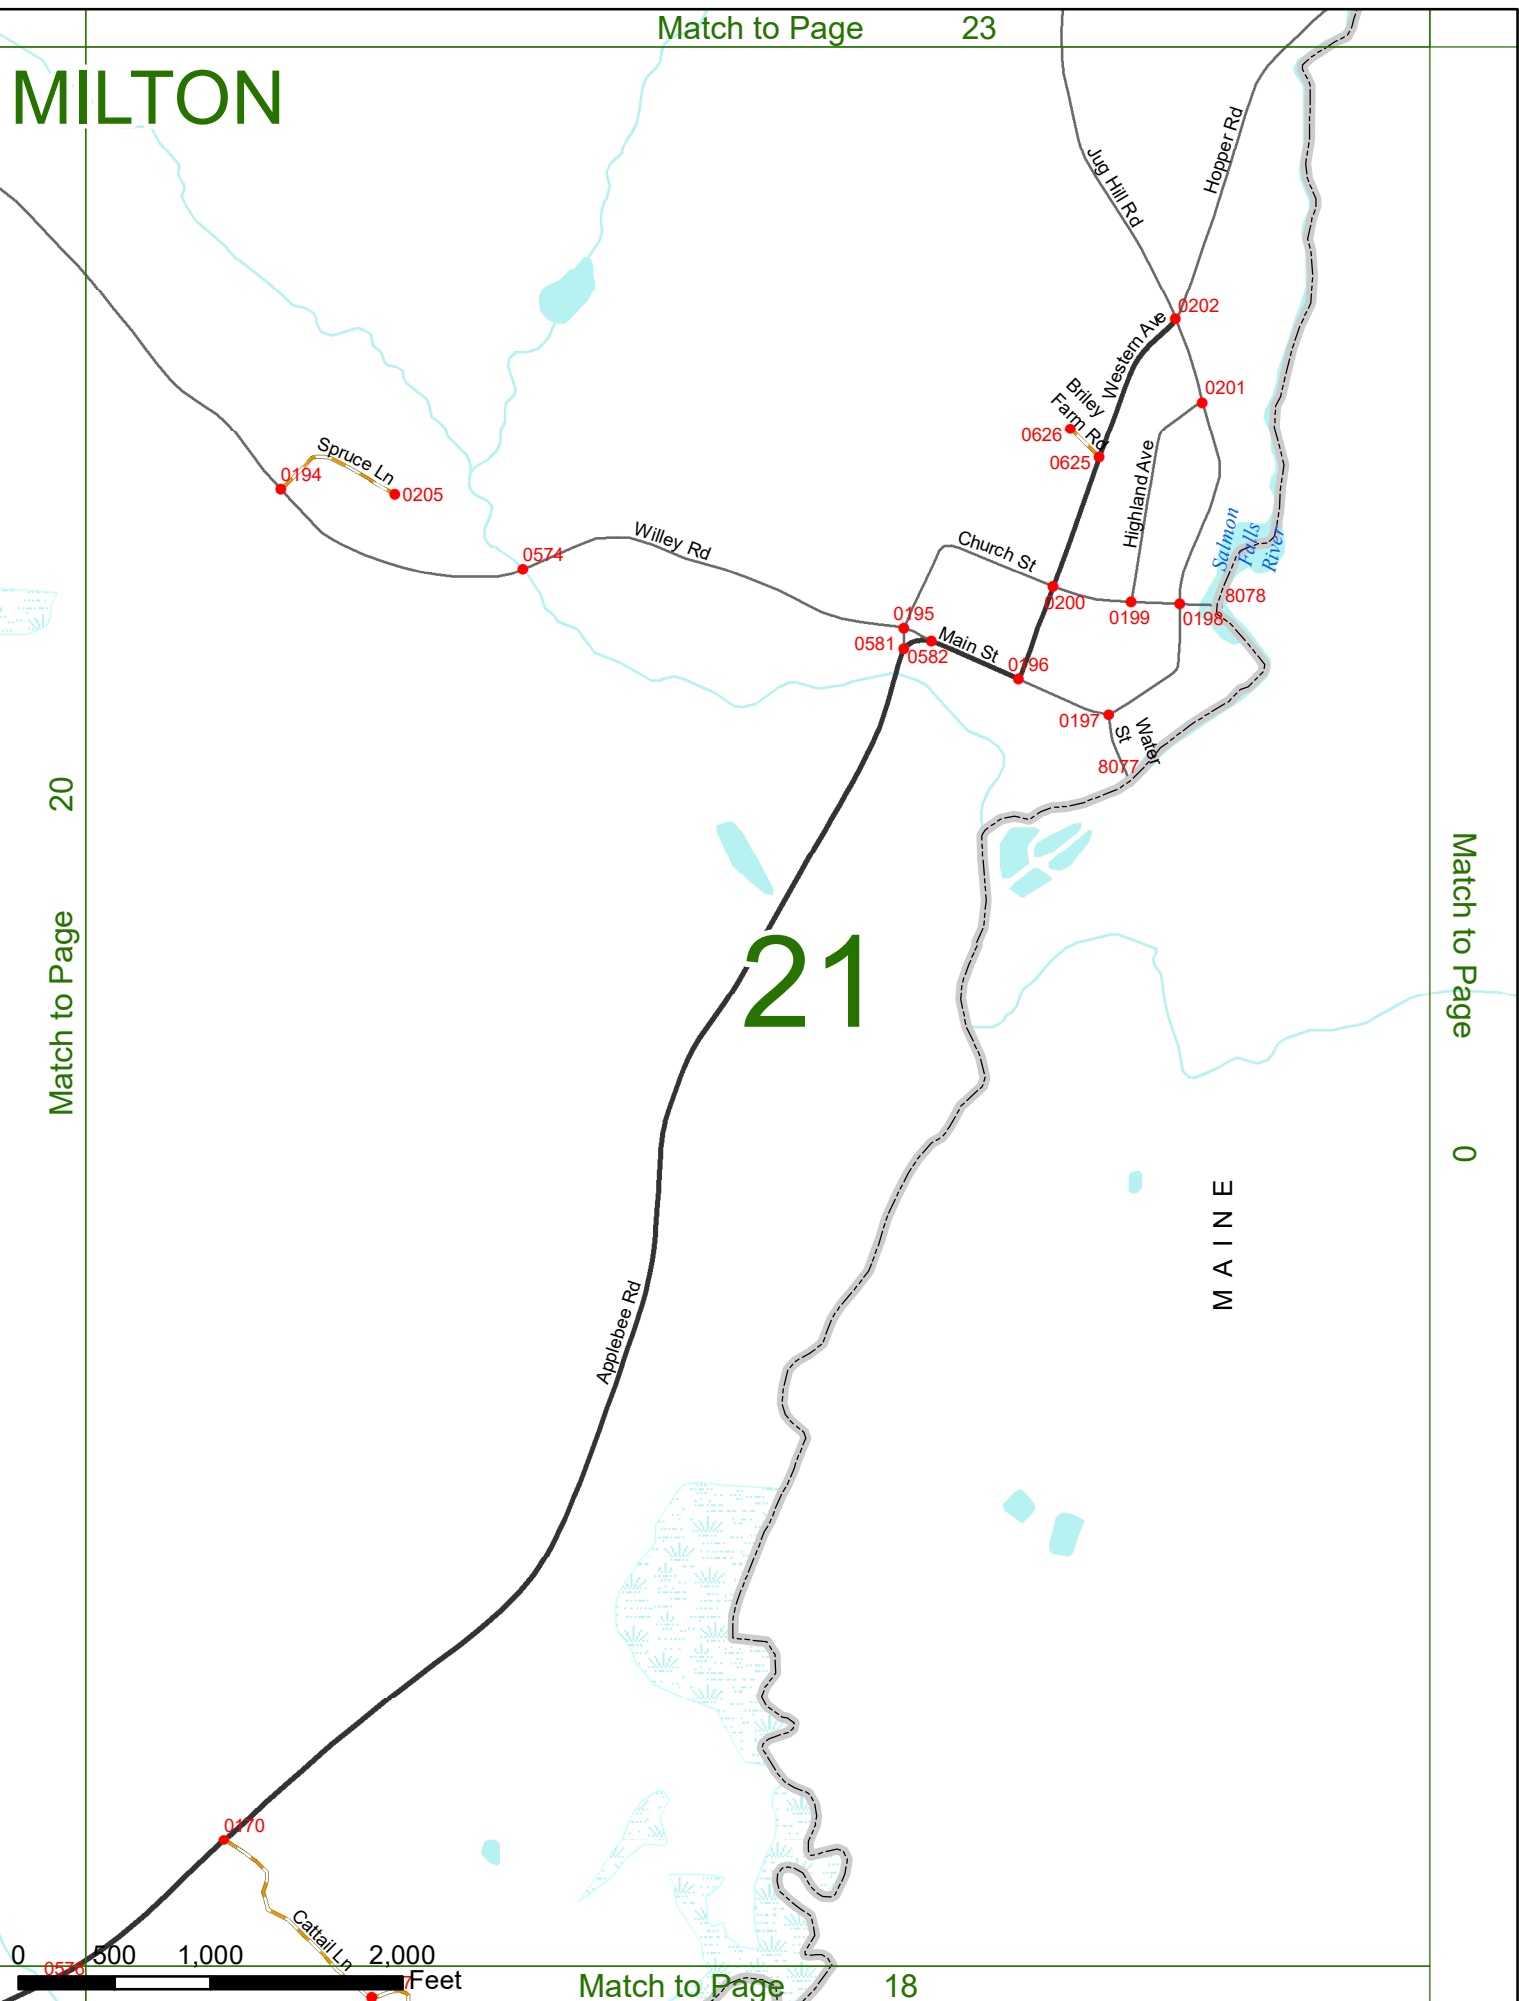 Match to Page 23
MILTON
Jug Hill Rd
Hopper Rd
0202
Western Ave
0201
Briley
Farm Rd
0626
0625
Highland Ave
Spruce Ln
0194
0205
Willey Rd
0574
Church St
Salmon
Falls
River
8078
0200
0199
0198
0195
0581
0582
Main St
0196
0197
Water
St
8077
Match to Page 20
Match to Page 0
21
MAINE
Applebee Rd
0170
Cattail Ln
0 500 1,000 2,000
Feet
Match to Page 18